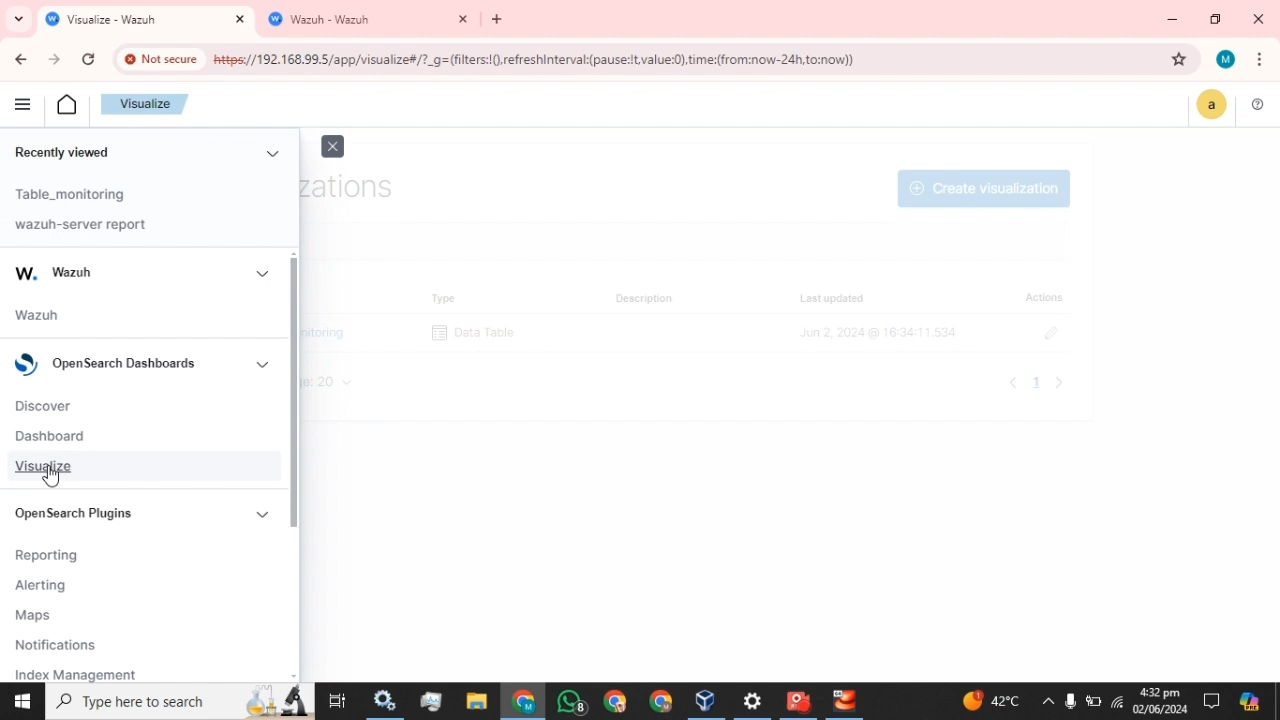 Visualize - Wazuh
Wazuh - Wazuh
Not secure
https://192.168.99.5/app/visualize#/?_g=(filters:!(),refreshInterval:(pause:!t,value:0),time:(from:now-24h,to:now))
M
Visualize
a
Recently viewed
Table_monitoring
wazuh-server report
W. Wazuh
Wazuh
OpenSearch Dashboards
Discover
Dashboard
Visualize
OpenSearch Plugins
Reporting
Alerting
Maps
Notifications
Index Management
zations
Create visualization
Type Description Last updated Actions
nitoring Data Table Jun 2, 2024 @ 16:34:11.534
e: 20
1
Type here to search
8
1
42°C
4:32 pm
02/06/2024